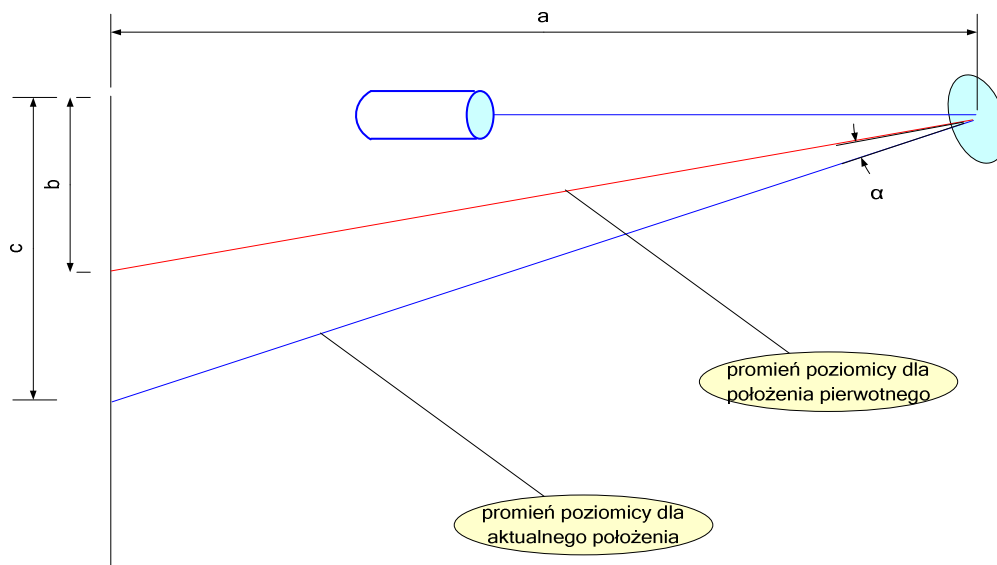 a
b
c
α
promień poziomicy dla
położenia pierwotnego
promień poziomicy dla
aktualnego położenia